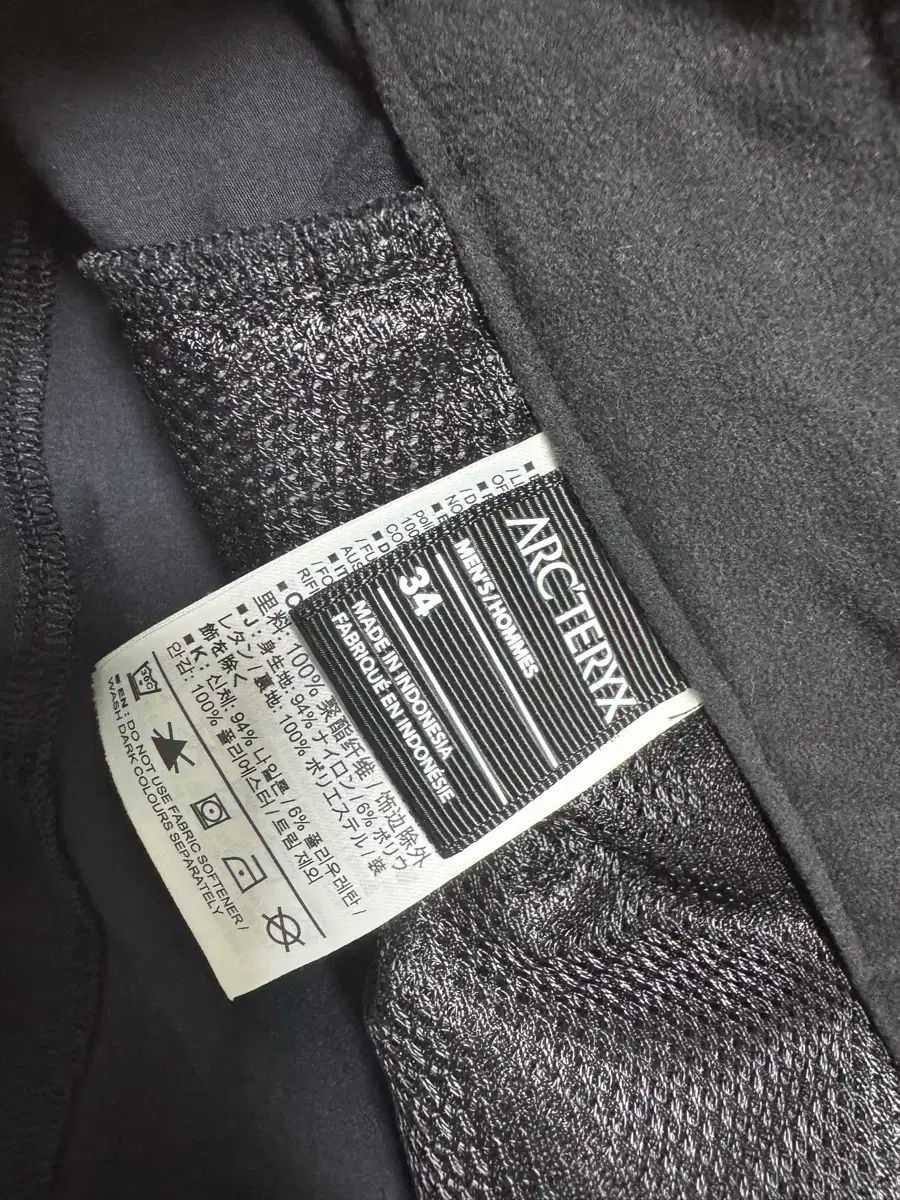 ARC'TERYX
MEN'S/HOMMES
34
MADE IN INDONESIA
FABRIQUÉ EN INDONÉSIE
里料: 100% 聚酯纤维 / 饰边除外
■ J: 身生地: 94% ナイロン / 6% ポリウ
レタン / 裏地: 100% ポリエステル / 装
飾を除く
■ K: 신체: 94% 나일론 / 6% 폴리우레탄 /
안감: 100% 폴리에스터 / 트림 제외
30C
■ EN: DO NOT USE FABRIC SOFTENER /
WASH DARK COLOURS SEPARATELY